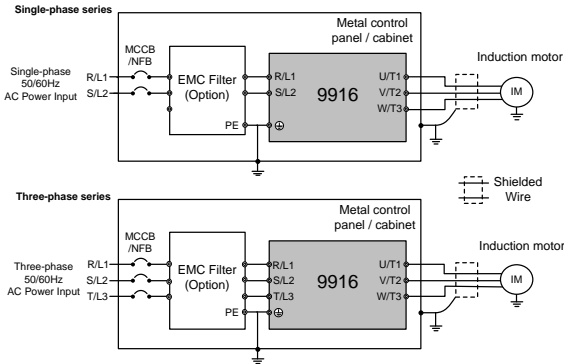 Single-phase series
Metal control
panel / cabinet
MCCB
/NFB
Induction motor
Single-phase
50/60Hz
AC Power Input
R/L1
S/L2
EMC Filter
(Option)
PE
R/L1
S/L2
9916
U/T1
V/T2
W/T3
IM
Shielded
Wire
Three-phase series
Metal control
panel / cabinet
MCCB
/NFB
Induction motor
Three-phase
50/60Hz
AC Power Input
R/L1
S/L2
T/L3
EMC Filter
(Option)
PE
R/L1
S/L2
T/L3
9916
U/T1
V/T2
W/T3
IM